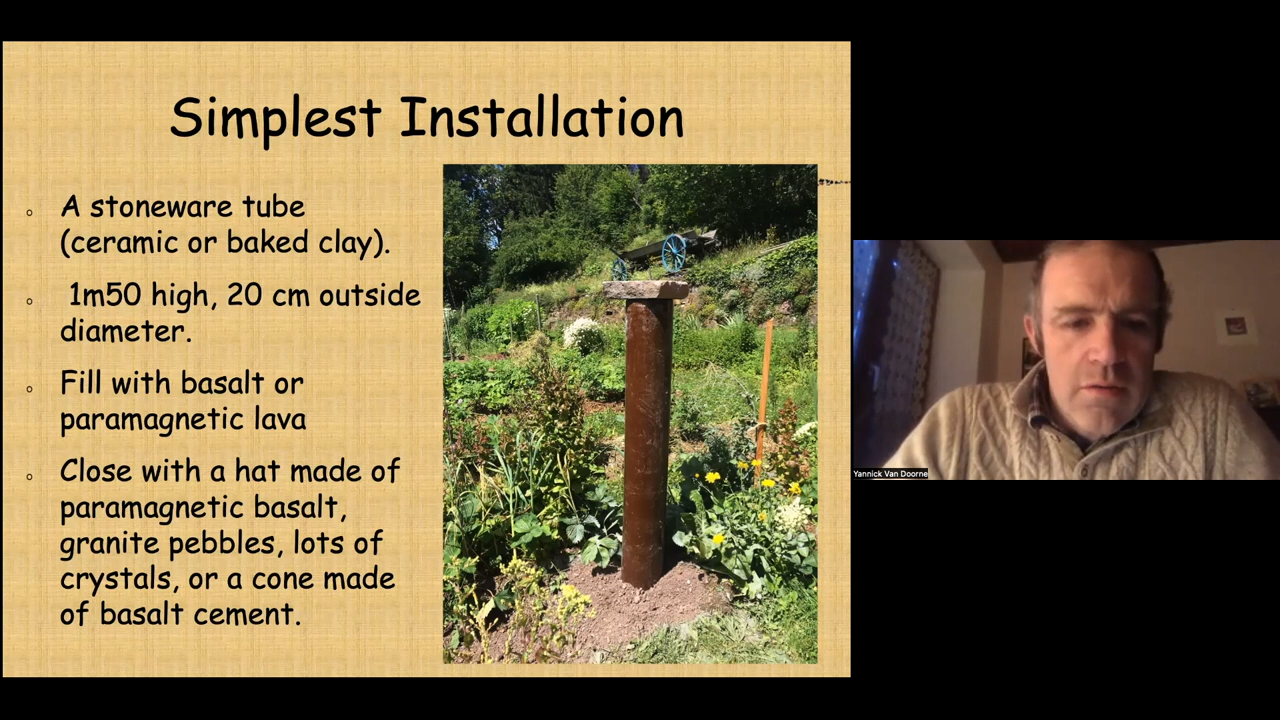 Simplest Installation
A stoneware tube
(ceramic or baked clay).
1m50 high, 20 cm outside
diameter.
Fill with basalt or
paramagnetic lava
Close with a hat made of
paramagnetic basalt,
granite pebbles, lots of
crystals, or a cone made
of basalt cement.
Yannick Van Doorne